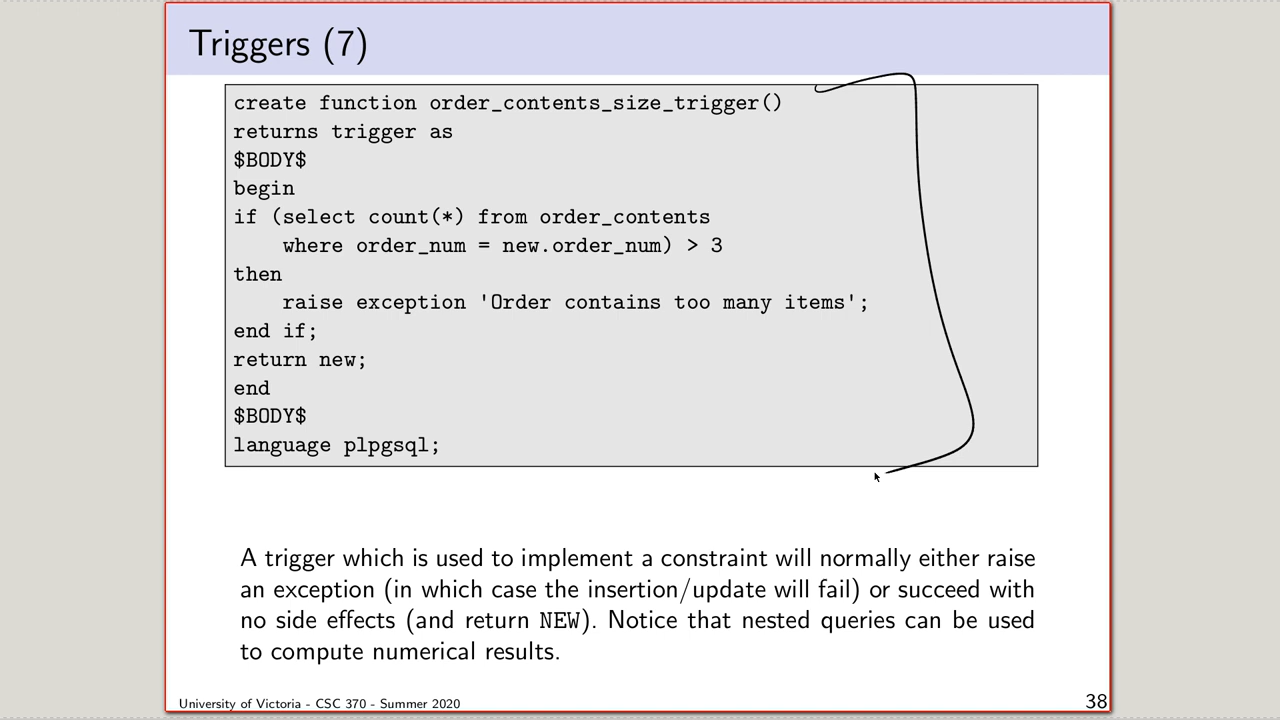 Triggers (7)
create function order_contents_size_trigger()
returns trigger as
$BODY$
begin
if (select count(*) from order_contents
    where order_num = new.order_num) > 3
then
    raise exception 'Order contains too many items';
end if;
return new;
end
$BODY$
language plpgsql;
A trigger which is used to implement a constraint will normally either raise
an exception (in which case the insertion/update will fail) or succeed with
no side effects (and return NEW). Notice that nested queries can be used
to compute numerical results.
University of Victoria - CSC 370 - Summer 2020
38